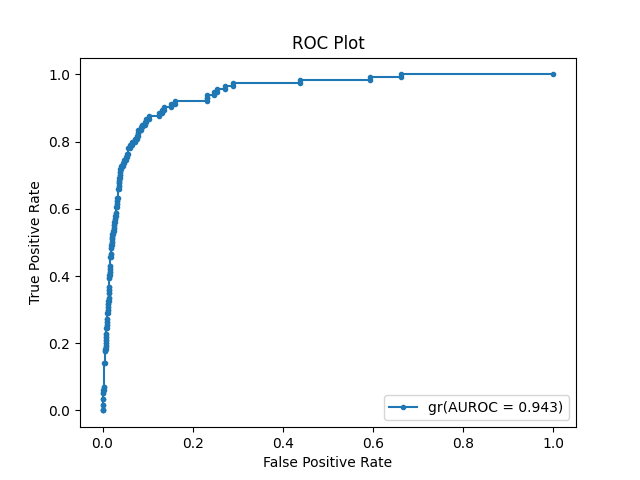 ROC Plot
1.0
0.8
0.6
0.4
0.2
0.0
True Positive Rate
0.0 0.2 0.4 0.6 0.8 1.0
False Positive Rate
gr(AUROC = 0.943)